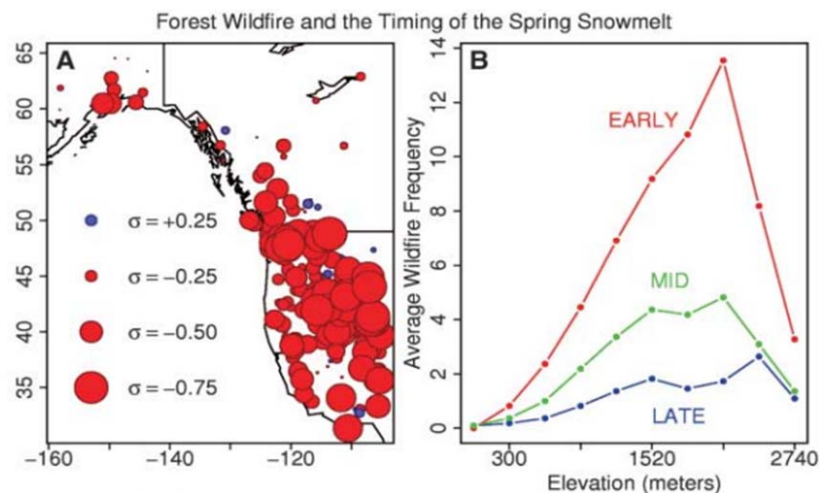 Forest Wildfire and the Timing of the Spring Snowmelt
A
65
60
55
50
45
40
35
−160
−140
−120
σ = +0.25
σ = −0.25
σ = −0.50
σ = −0.75
B
Average Wildfire Frequency
14
12
10
8
6
4
2
0
EARLY
MID
LATE
300
1520
2740
Elevation (meters)